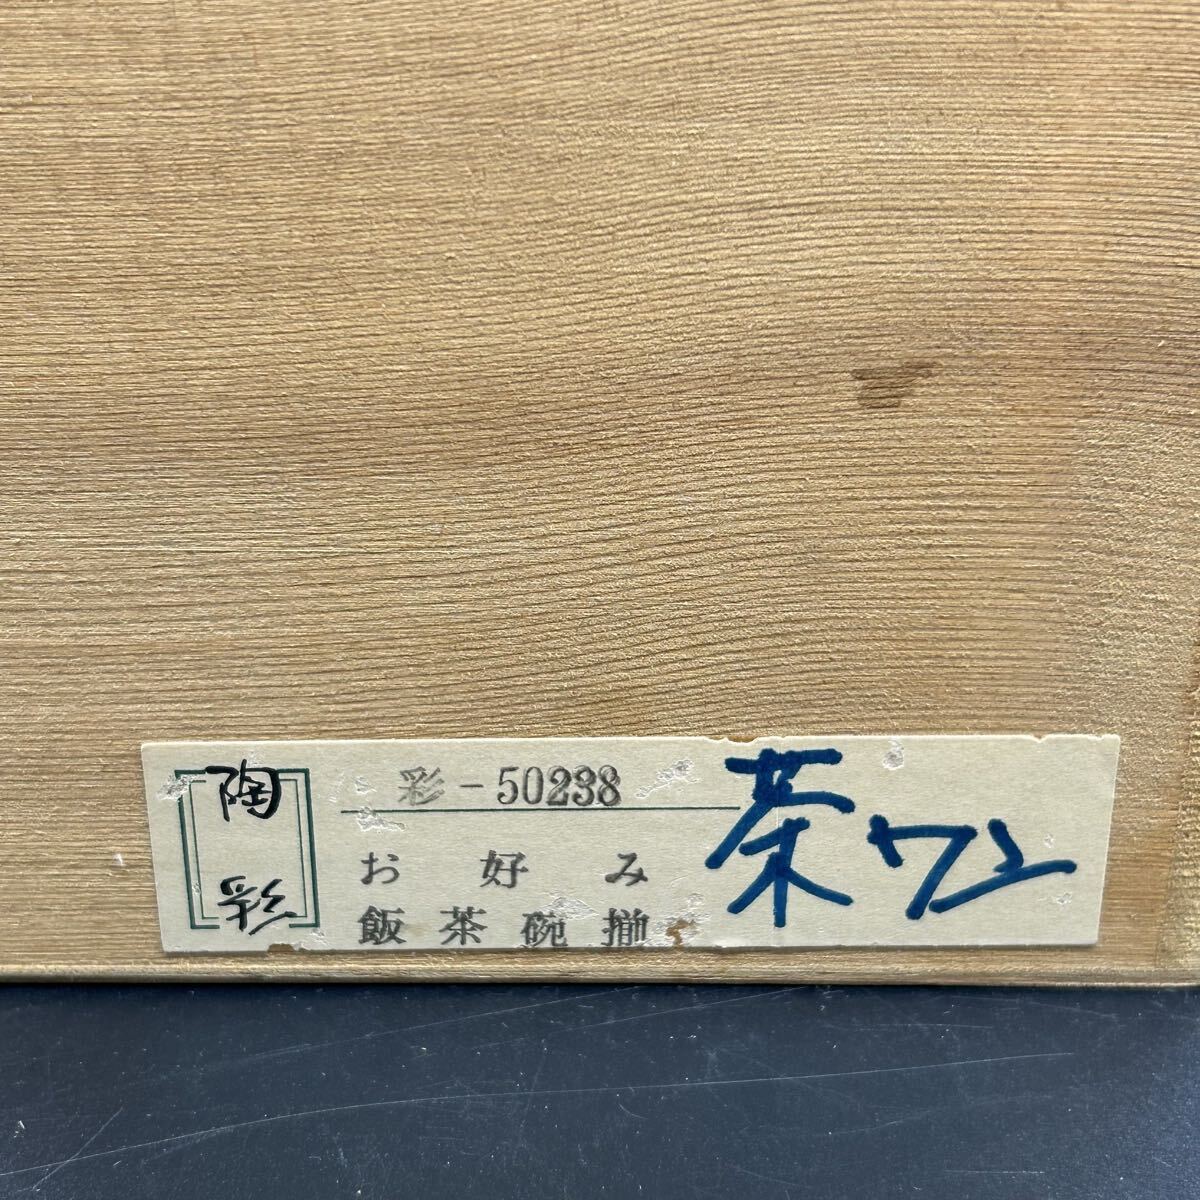 陶彩
彩-50238
お好み
飯茶碗揃
茶ワン